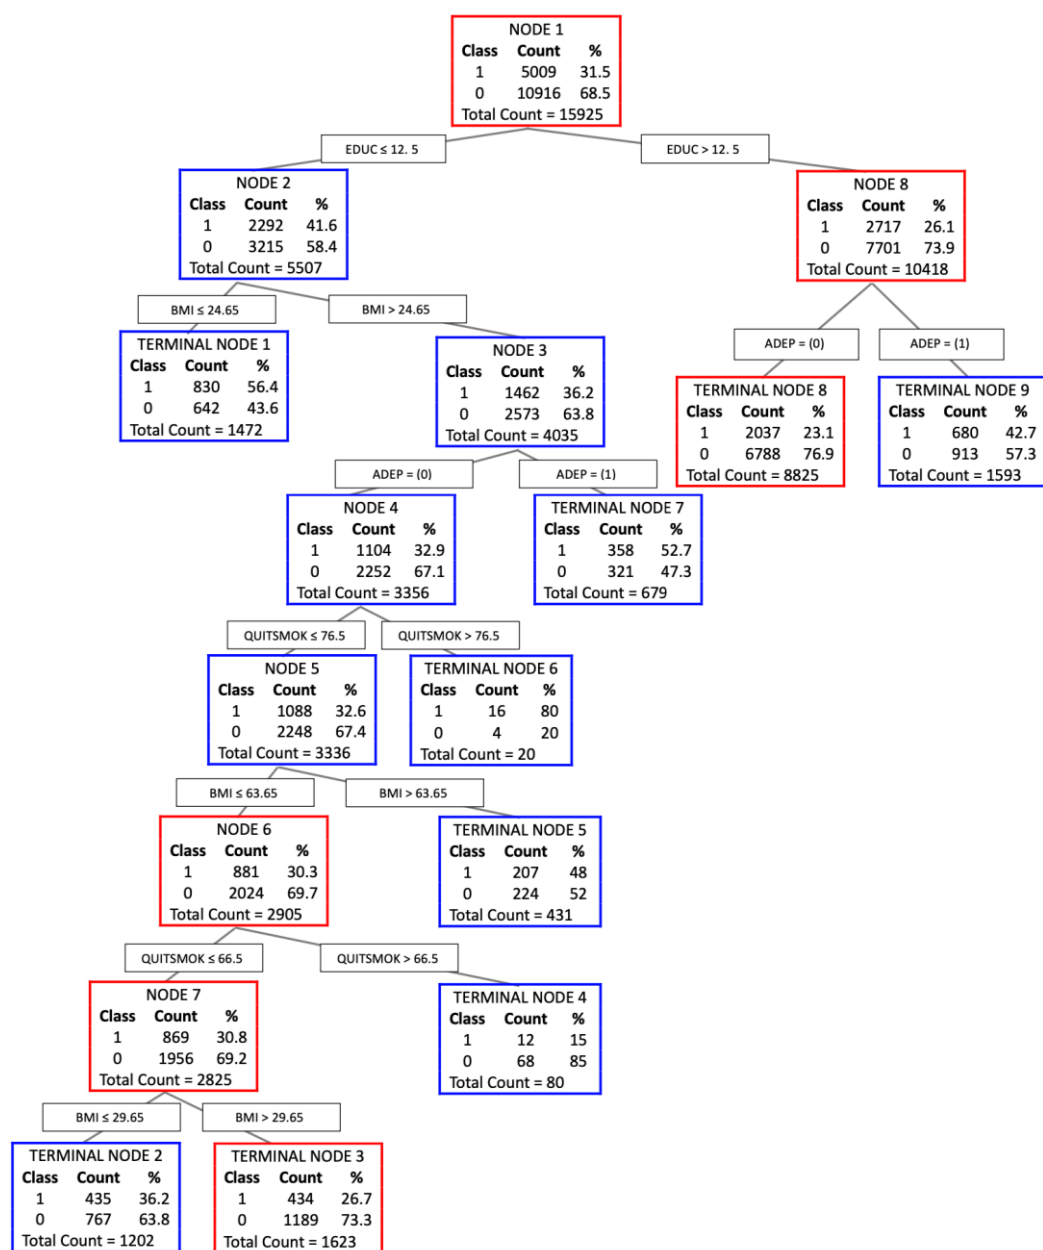 NODE 1
Class Count %
1 5009 31.5
0 10916 68.5
Total Count = 15925
EDUC ≤ 12. 5
EDUC > 12. 5
NODE 2
Class Count %
1 2292 41.6
0 3215 58.4
Total Count = 5507
NODE 8
Class Count %
1 2717 26.1
0 7701 73.9
Total Count = 10418
BMI ≤ 24.65
BMI > 24.65
TERMINAL NODE 1
Class Count %
1 830 56.4
0 642 43.6
Total Count = 1472
NODE 3
Class Count %
1 1462 36.2
0 2573 63.8
Total Count = 4035
ADEP = (0)
ADEP = (1)
TERMINAL NODE 8
Class Count %
1 2037 23.1
0 6788 76.9
Total Count = 8825
TERMINAL NODE 9
Class Count %
1 680 42.7
0 913 57.3
Total Count = 1593
ADEP = (0)
ADEP = (1)
NODE 4
Class Count %
1 1104 32.9
0 2252 67.1
Total Count = 3356
TERMINAL NODE 7
Class Count %
1 358 52.7
0 321 47.3
Total Count = 679
QUITSMOK ≤ 76.5
QUITSMOK > 76.5
NODE 5
Class Count %
1 1088 32.6
0 2248 67.4
Total Count = 3336
TERMINAL NODE 6
Class Count %
1 16 80
0 4 20
Total Count = 20
BMI ≤ 63.65
BMI > 63.65
NODE 6
Class Count %
1 881 30.3
0 2024 69.7
Total Count = 2905
TERMINAL NODE 5
Class Count %
1 207 48
0 224 52
Total Count = 431
QUITSMOK ≤ 66.5
QUITSMOK > 66.5
NODE 7
Class Count %
1 869 30.8
0 1956 69.2
Total Count = 2825
TERMINAL NODE 4
Class Count %
1 12 15
0 68 85
Total Count = 80
BMI ≤ 29.65
BMI > 29.65
TERMINAL NODE 2
Class Count %
1 435 36.2
0 767 63.8
Total Count = 1202
TERMINAL NODE 3
Class Count %
1 434 26.7
0 1189 73.3
Total Count = 1623